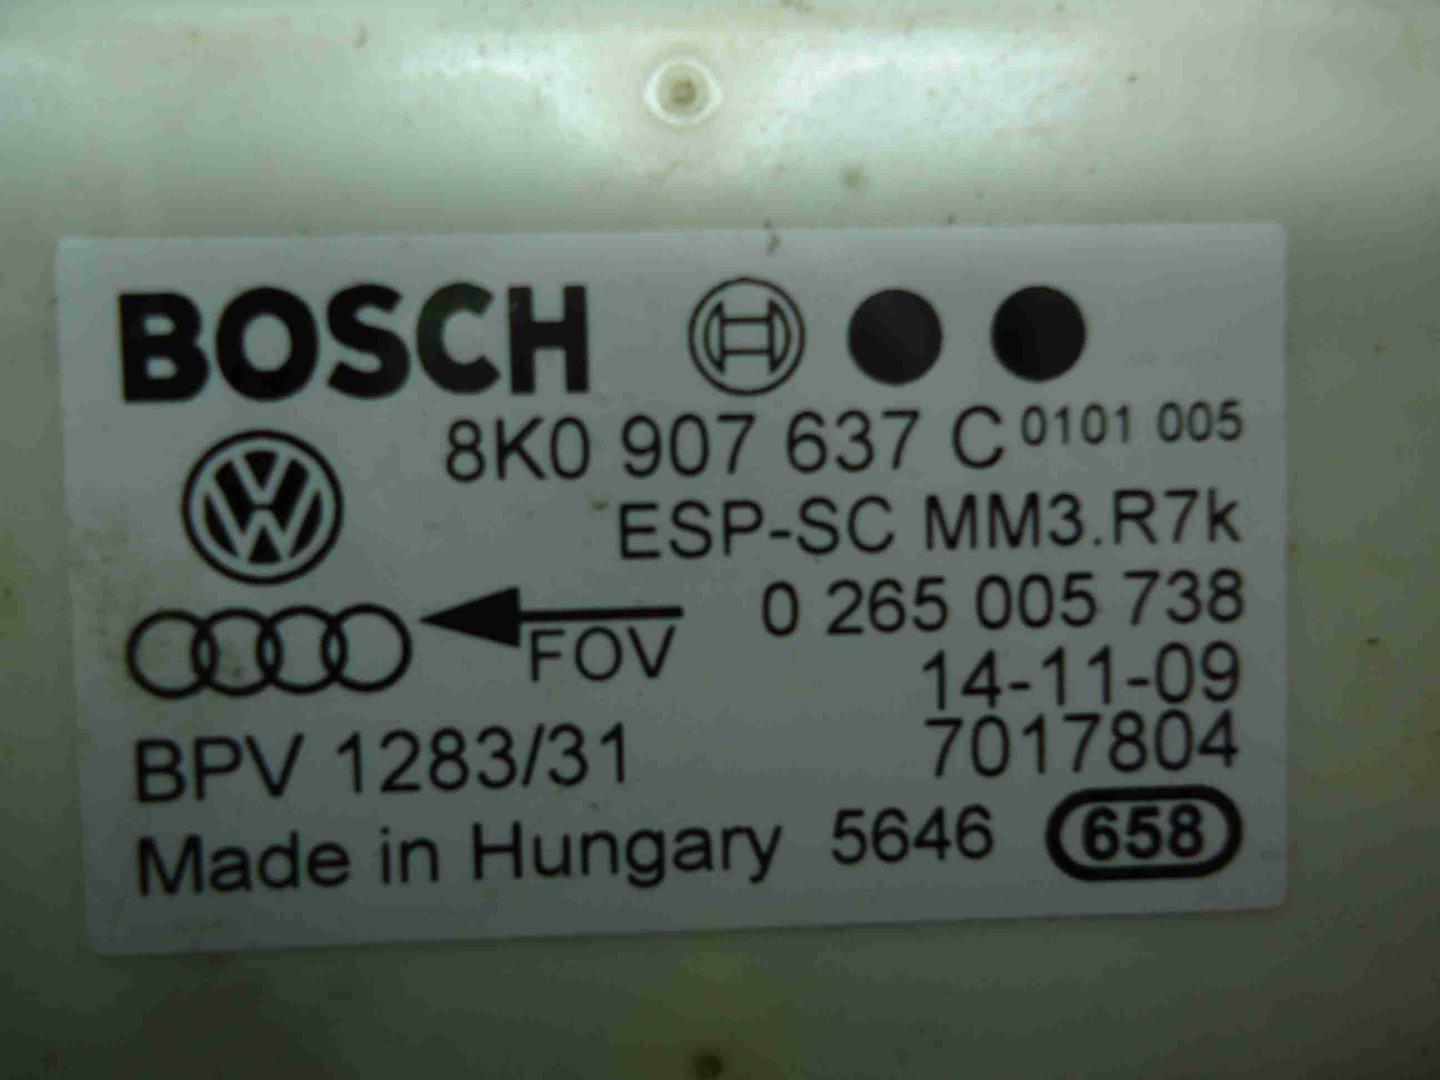 BOSCH
8K0 907 637 C 0101 005
ESP-SC MM3.R7k
0 265 005 738
FOV
14-11-09
7017804
BPV 1283/31
Made in Hungary 5646 658